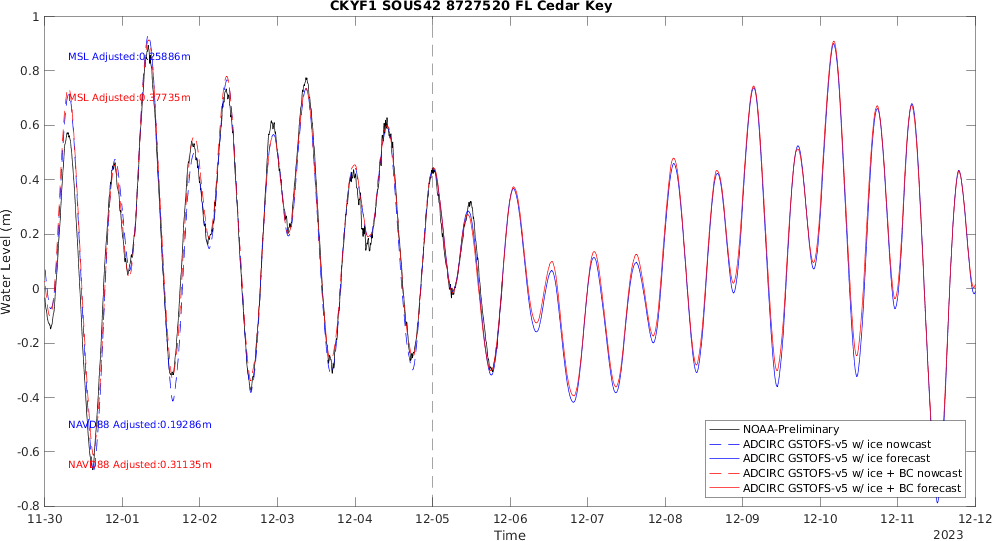 CKYF1 SOUS42 8727520 FL Cedar Key
1
0.8
0.6
0.4
0.2
0
-0.2
-0.4
-0.6
-0.8
Water Level (m)
MSL Adjusted:0.25886m
MSL Adjusted:0.37735m
NAVD88 Adjusted:0.19286m
NAVD88 Adjusted:0.31135m
NOAA-Preliminary
ADCIRC GSTOFS-v5 w/ ice nowcast
ADCIRC GSTOFS-v5 w/ ice forecast
ADCIRC GSTOFS-v5 w/ ice + BC nowcast
ADCIRC GSTOFS-v5 w/ ice + BC forecast
11-30 12-01 12-02 12-03 12-04 12-05 12-06 12-07 12-08 12-09 12-10 12-11 12-12
Time
2023